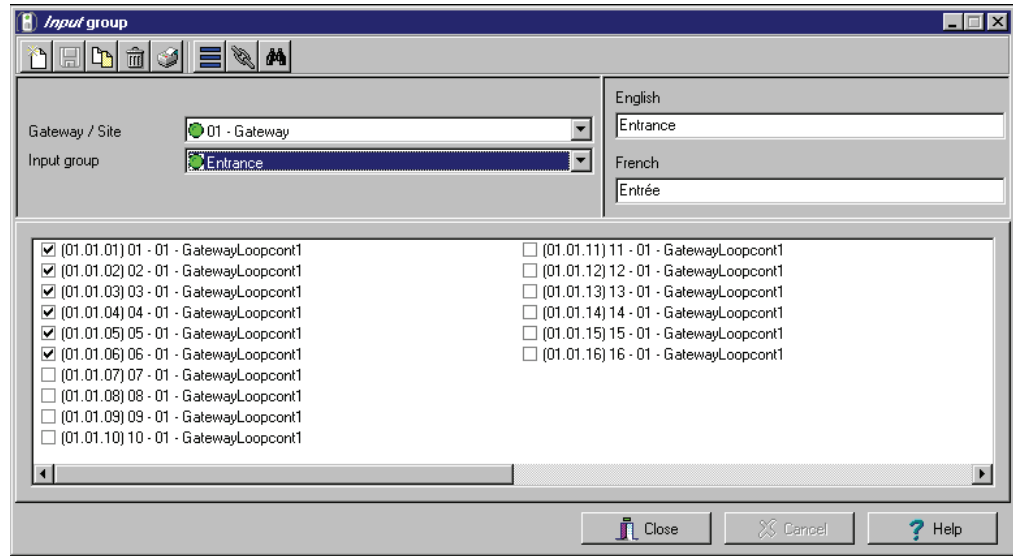 Input group
Gateway / Site
01 - Gateway
Input group
Entrance
English
Entrance
French
Entrée
(01.01.01) 01 - 01 - GatewayLoopcont1
(01.01.02) 02 - 01 - GatewayLoopcont1
(01.01.03) 03 - 01 - GatewayLoopcont1
(01.01.04) 04 - 01 - GatewayLoopcont1
(01.01.05) 05 - 01 - GatewayLoopcont1
(01.01.06) 06 - 01 - GatewayLoopcont1
(01.01.07) 07 - 01 - GatewayLoopcont1
(01.01.08) 08 - 01 - GatewayLoopcont1
(01.01.09) 09 - 01 - GatewayLoopcont1
(01.01.10) 10 - 01 - GatewayLoopcont1
(01.01.11) 11 - 01 - GatewayLoopcont1
(01.01.12) 12 - 01 - GatewayLoopcont1
(01.01.13) 13 - 01 - GatewayLoopcont1
(01.01.14) 14 - 01 - GatewayLoopcont1
(01.01.15) 15 - 01 - GatewayLoopcont1
(01.01.16) 16 - 01 - GatewayLoopcont1
Close
Cancel
Help